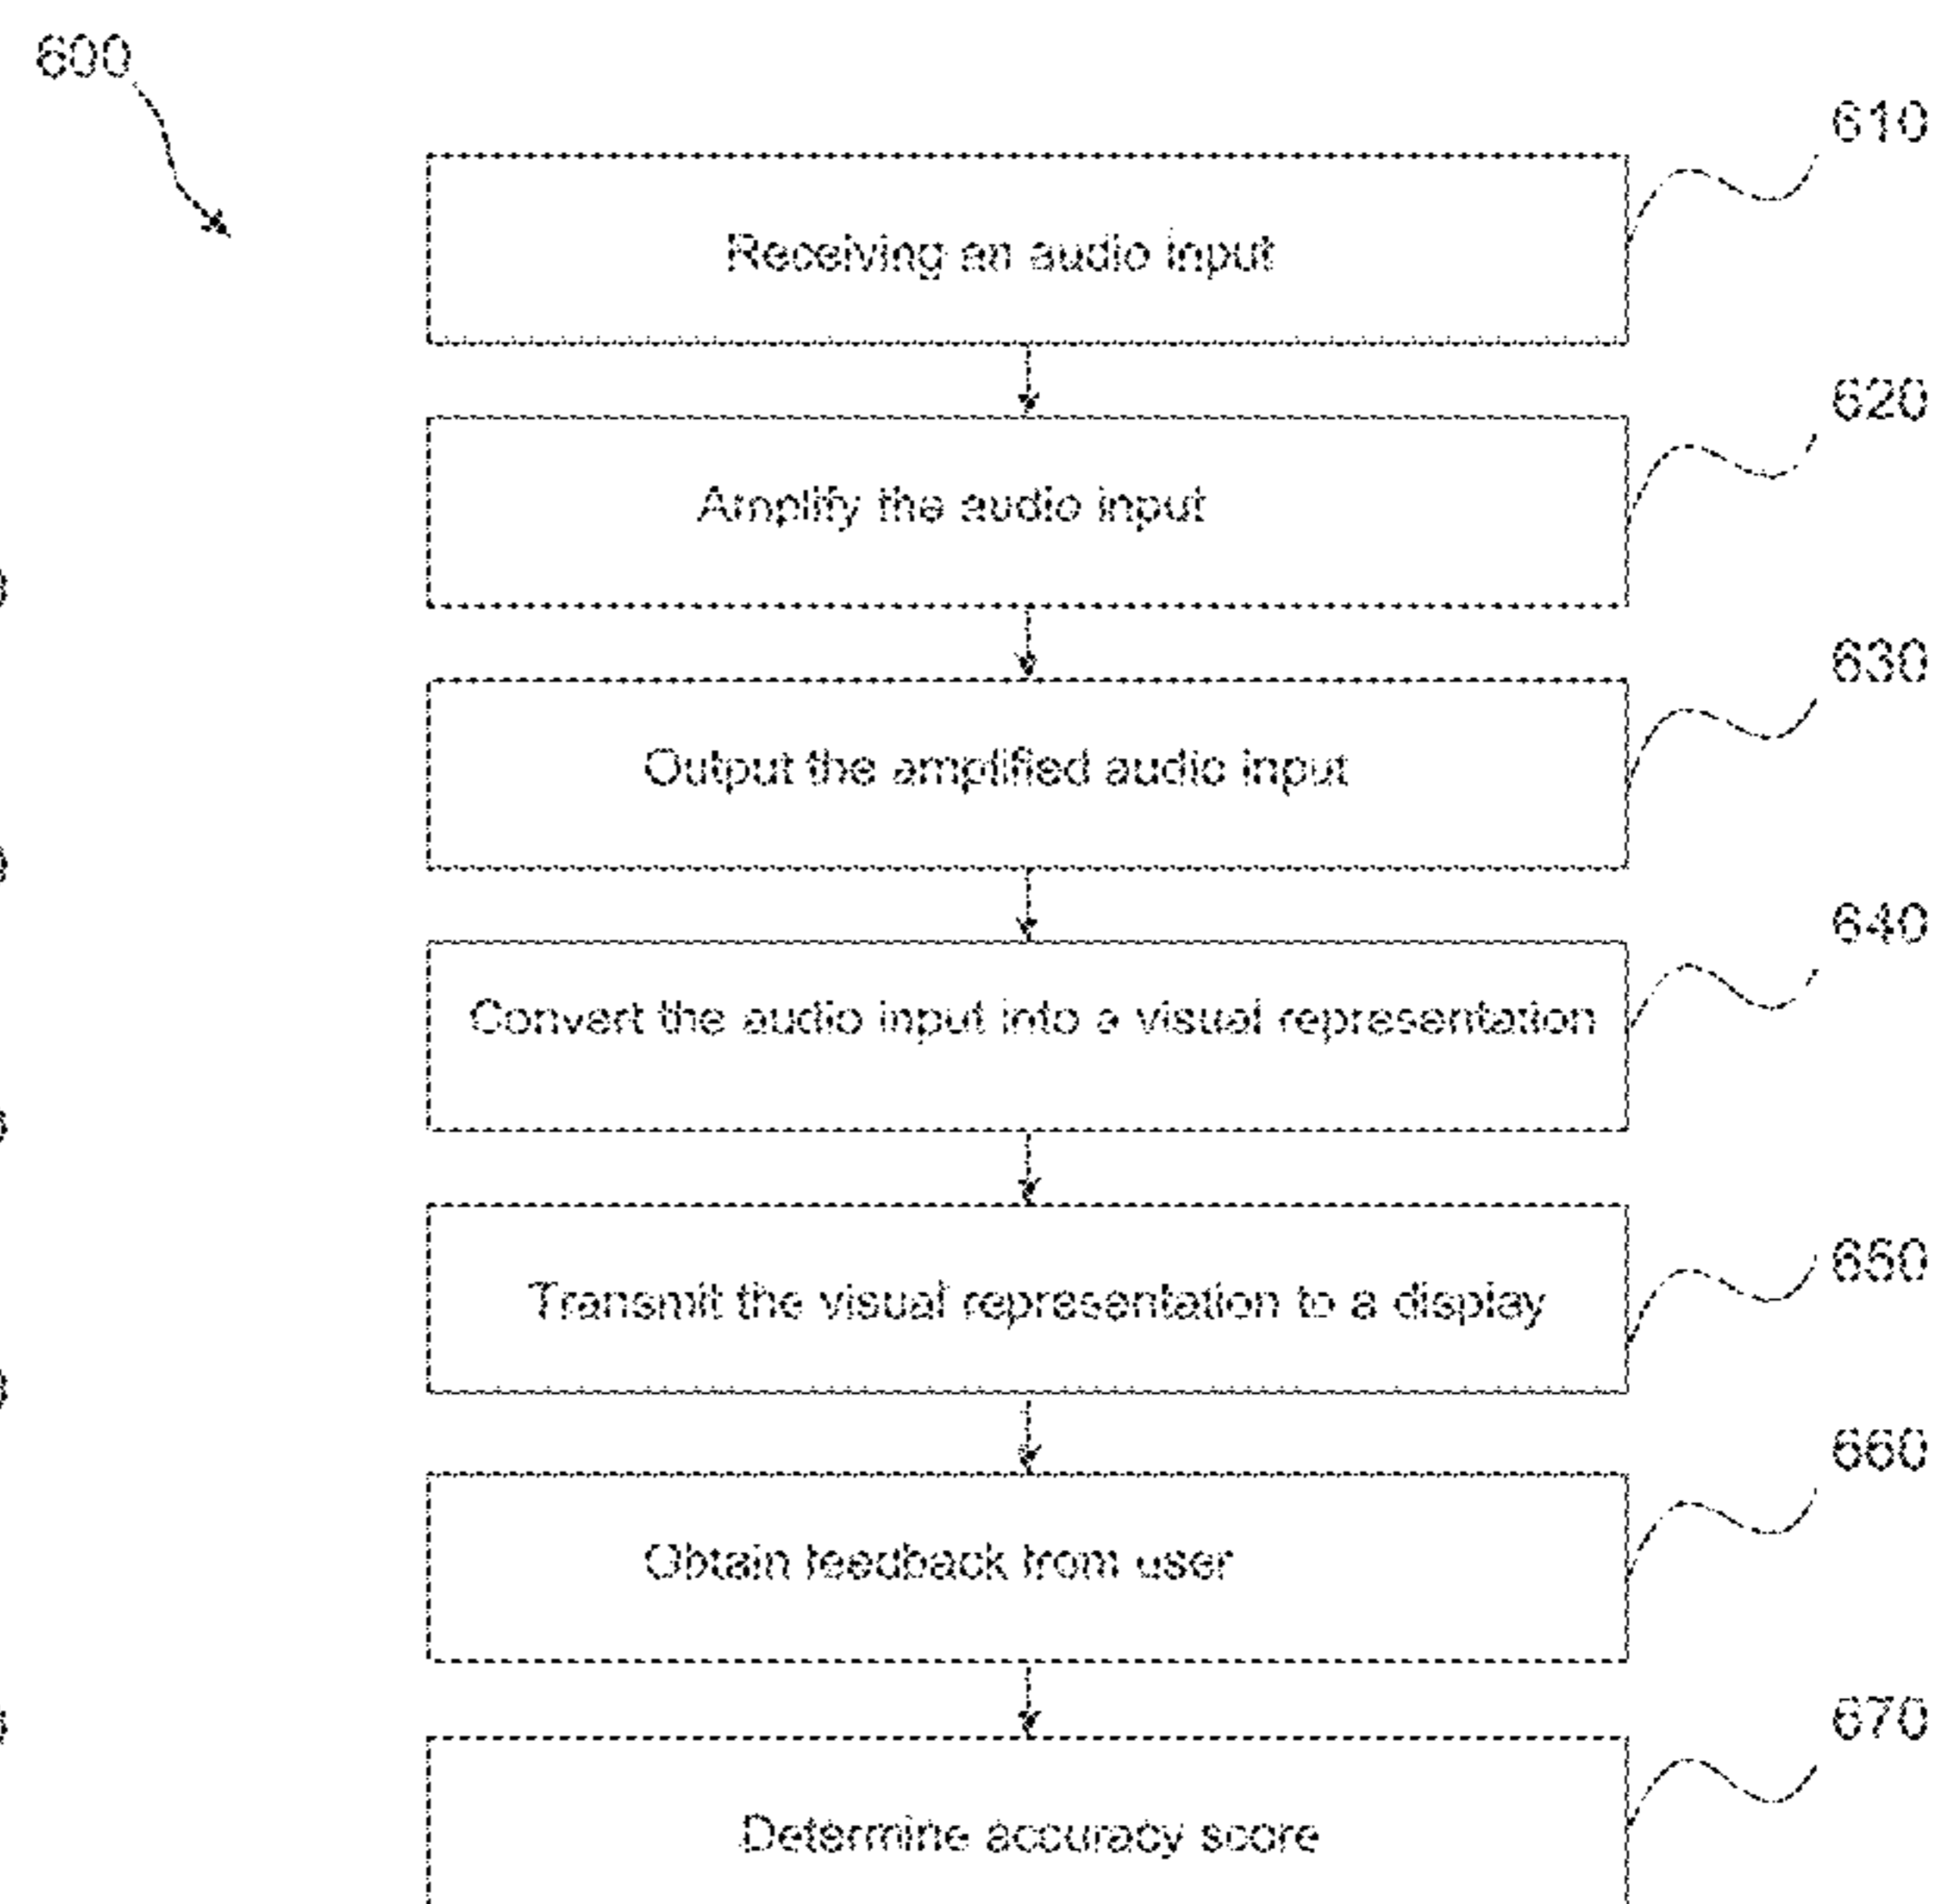 600
610
Receiving an audio input
620
Amplify the audio input
630
Output the amplified audio input
640
Convert the audio input into a visual representation
650
Transmit the visual representation to a display
660
Obtain feedback from user
670
Determine accuracy score